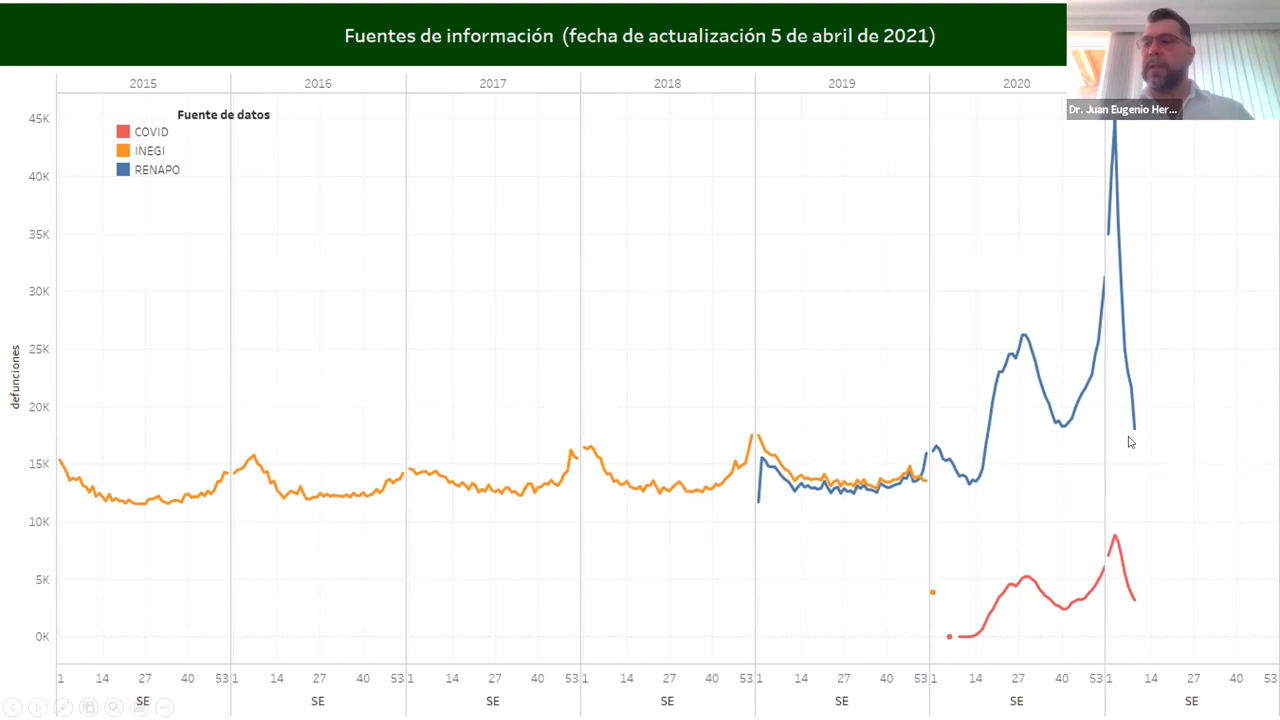 Fuentes de información (fecha de actualización 5 de abril de 2021)
Dr. Juan Eugenio Her...
2015 2016 2017 2018 2019 2020
Fuente de datos
COVID
INEGI
RENAPO
defunciones
45K
40K
35K
30K
25K
20K
15K
10K
5K
0K
1 14 27 40 53 1 14 27 40 53 1 14 27 40 53 1 14 27 40 53 1 14 27 40 53 1 14 27 40 53 1 14 27 40 53
SE SE SE SE SE SE SE